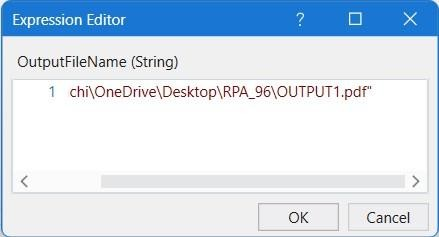 Expression Editor
?
OutputFileName (String)
1 chi\OneDrive\Desktop\RPA_96\OUTPUT1.pdf"
OK Cancel